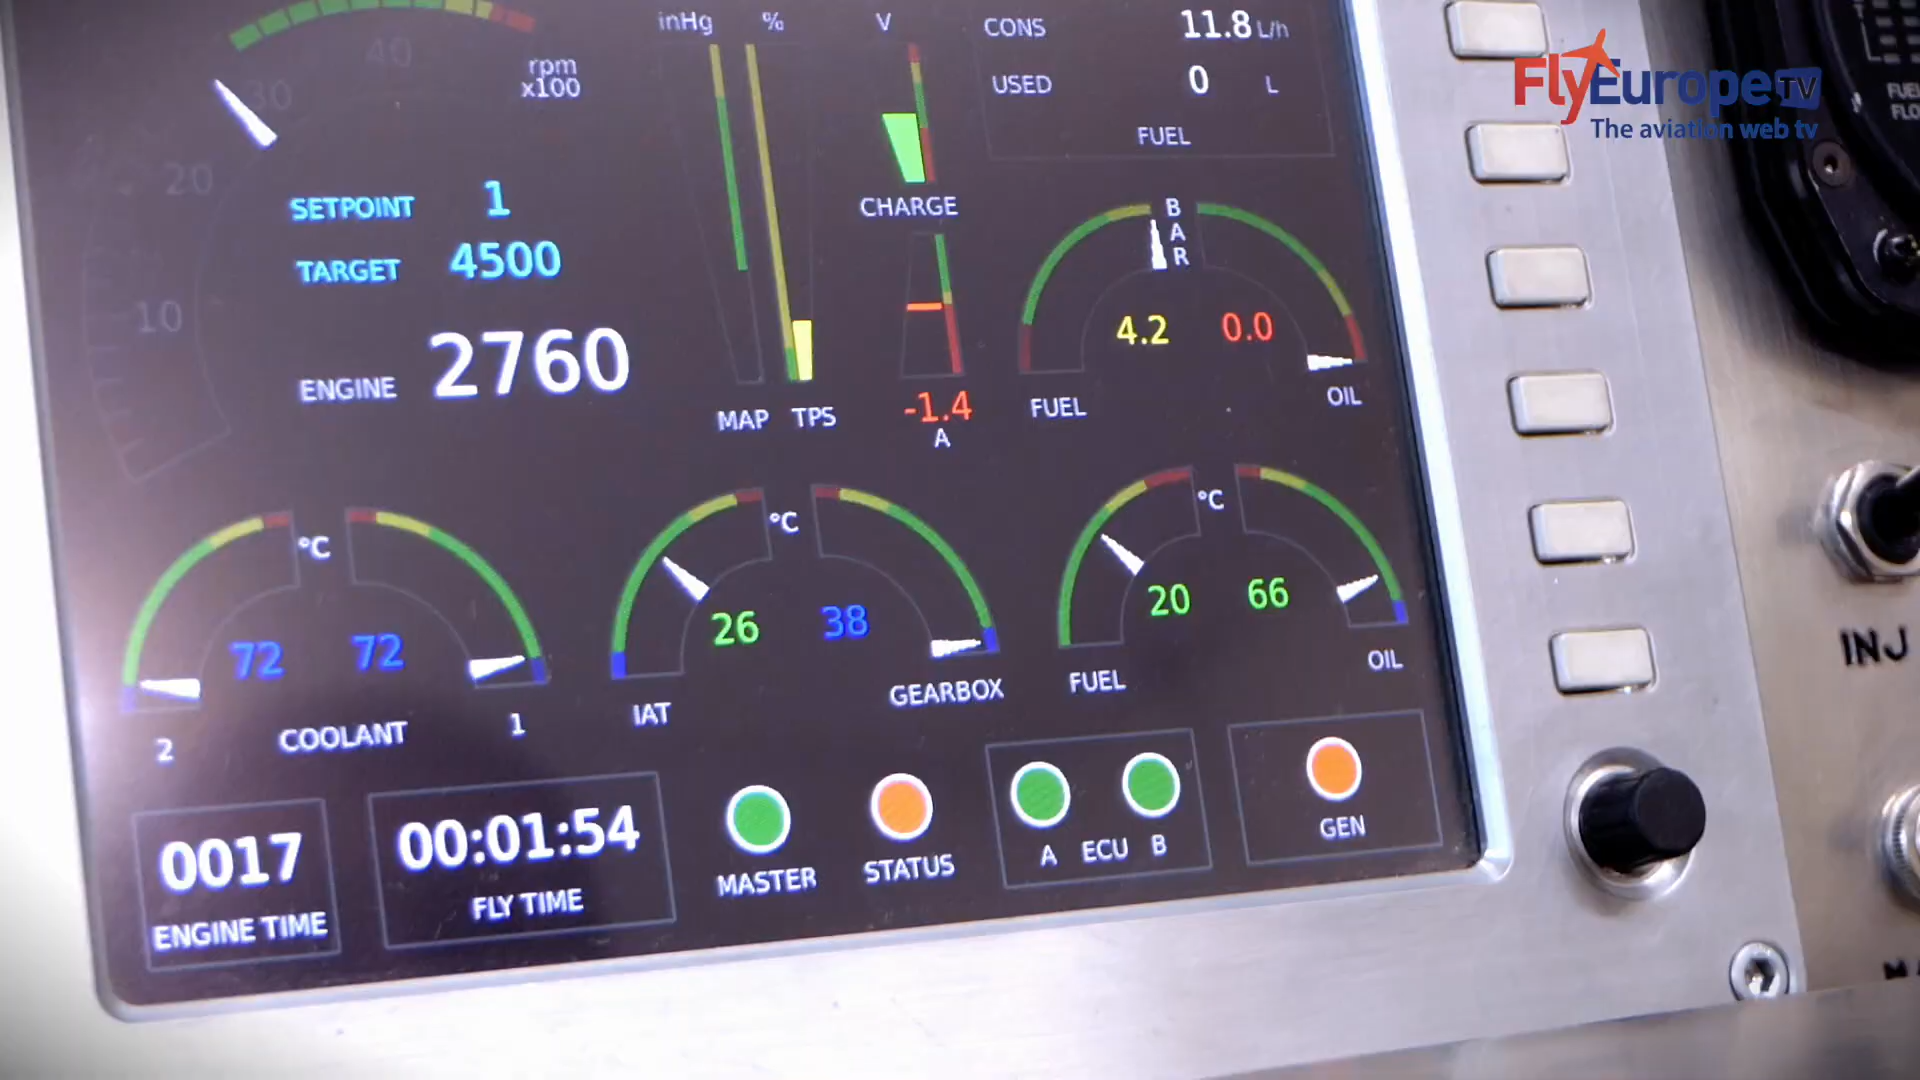 inHg % V
CONS 11.8 L/h
USED 0 L
FUEL
40
30
20
10
rpm
x100
SETPOINT 1
TARGET 4500
ENGINE 2760
MAP TPS
CHARGE
-1.4
A
BAR
4.2 0.0
FUEL OIL
°C
72 72
2 COOLANT 1
°C
26 38
IAT GEARBOX
°C
20 66
FUEL OIL
0017
ENGINE TIME
00:01:54
FLY TIME
MASTER
STATUS
A ECU B
GEN
INJ
FlyEurope TV
The aviation web tv